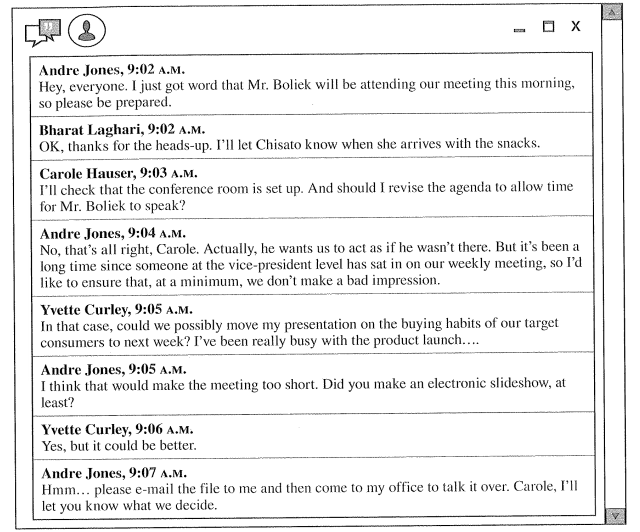 Andre Jones, 9:02 A.M.
Hey, everyone. I just got word that Mr. Boliek will be attending our meeting this morning,
so please be prepared.
Bharat Laghari, 9:02 A.M.
OK, thanks for the heads-up. I'll let Chisato know when she arrives with the snacks.
Carole Hauser, 9:03 A.M.
I'll check that the conference room is set up. And should I revise the agenda to allow time
for Mr. Boliek to speak?
Andre Jones, 9:04 A.M.
No, that's all right, Carole. Actually, he wants us to act as if he wasn't there. But it's been a
long time since someone at the vice-president level has sat in on our weekly meeting, so I'd
like to ensure that, at a minimum, we don't make a bad impression.
Yvette Curley, 9:05 A.M.
In that case, could we possibly move my presentation on the buying habits of our target
consumers to next week? I've been really busy with the product launch….
Andre Jones, 9:05 A.M.
I think that would make the meeting too short. Did you make an electronic slideshow, at
least?
Yvette Curley, 9:06 A.M.
Yes, but it could be better.
Andre Jones, 9:07 A.M.
Hmm… please e-mail the file to me and then come to my office to talk it over. Carole, I'll
let you know what we decide.